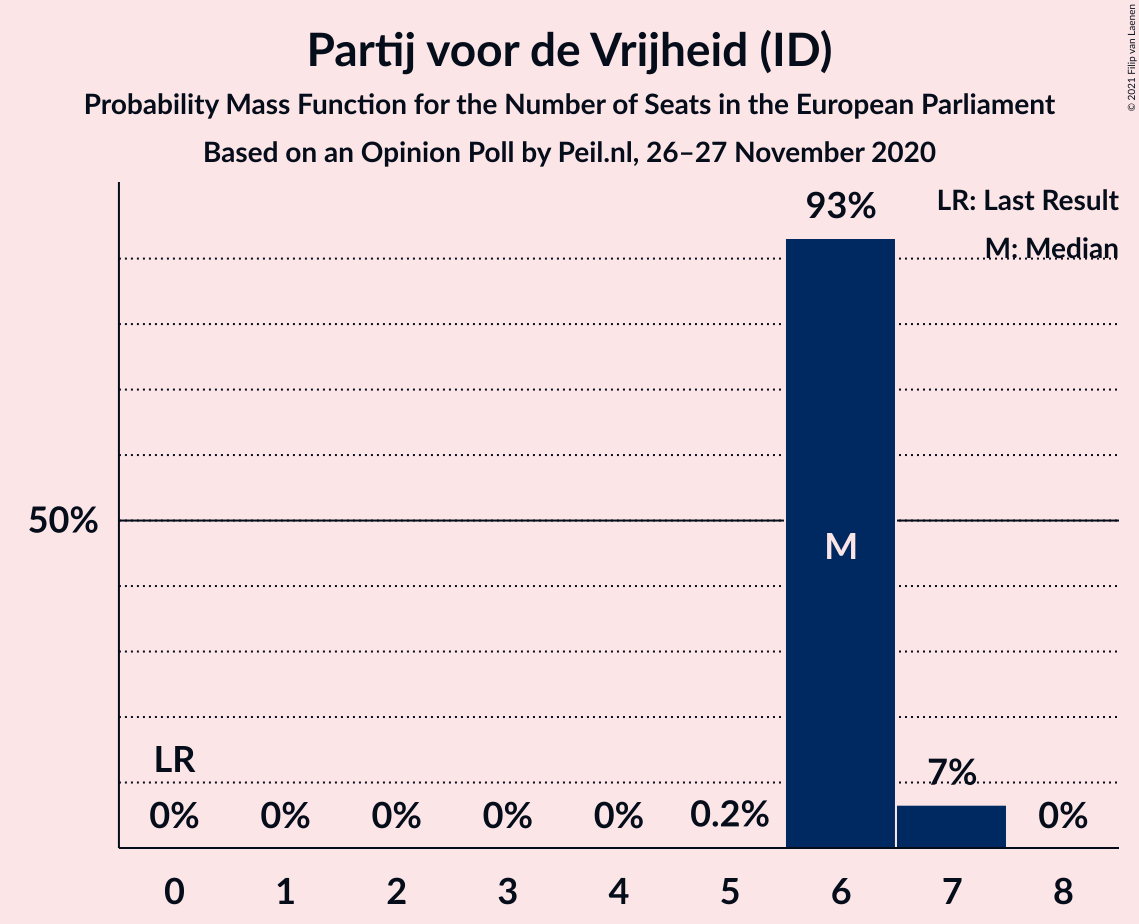 Partij voor de Vrijheid (ID)
Probability Mass Function for the Number of Seats in the European Parliament
Based on an Opinion Poll by Peil.nl, 26–27 November 2020
© 2021 Filip van Laenen
LR: Last Result
M: Median
93%
50%
M
LR
7%
0% 0% 0% 0% 0% 0.2% 0%
0 1 2 3 4 5 6 7 8